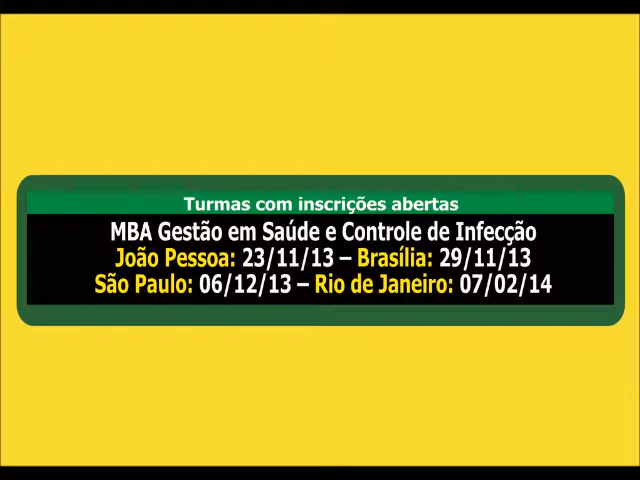 Turmas com inscrições abertas
MBA Gestão em Saúde e Controle de Infecção
João Pessoa: 23/11/13 – Brasília: 29/11/13
São Paulo: 06/12/13 – Rio de Janeiro: 07/02/14